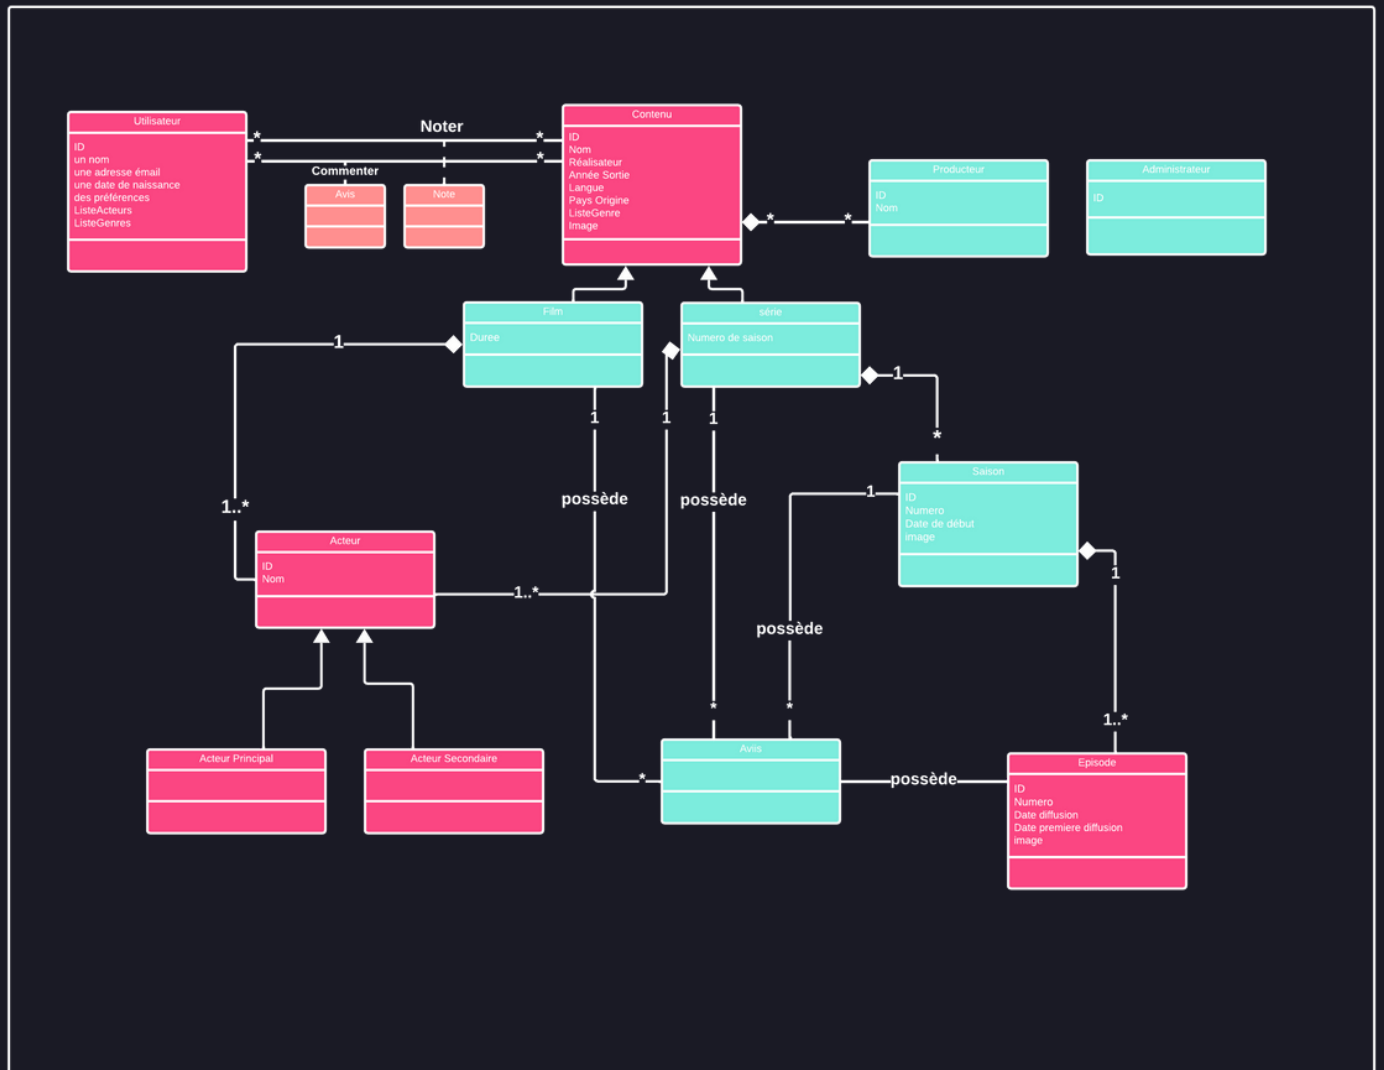 Utilisateur
ID
un nom
une adresse émail
une date de naissance
des préférences
ListeActeurs
ListeGenres
*
Noter
*
*
Commenter
*
Avis
Note
Contenu
ID
Nom
Réalisateur
Année Sortie
Langue
Pays Origine
ListeGenre
Image
*
*
Producteur
ID
Nom
Administrateur
ID
Film
Duree
série
Numero de saison
1
1..*
1
1
1
1
*
possède
possède
Saison
ID
Numero
Date de début
image
1
1
possède
Acteur
ID
Nom
1..*
*
*
1..*
Acteur Principal
Acteur Secondaire
*
Aviis
possède
Episode
ID
Numero
Date diffusion
Date premiere diffusion
image